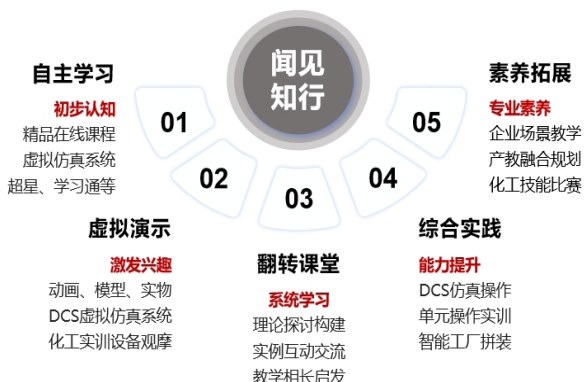 闻见
知行
自主学习
初步认知
精品在线课程
虚拟仿真系统
超星、学习通等
01
虚拟演示
激发兴趣
动画、模型、实物
DCS虚拟仿真系统
化工实训设备观摩
02
翻转课堂
系统学习
理论探讨构建
实例互动交流
教学相长启发
03
综合实践
能力提升
DCS仿真操作
单元操作实训
智能工厂拼装
04
素养拓展
专业素养
企业场景教学
产教融合规划
化工技能比赛
05